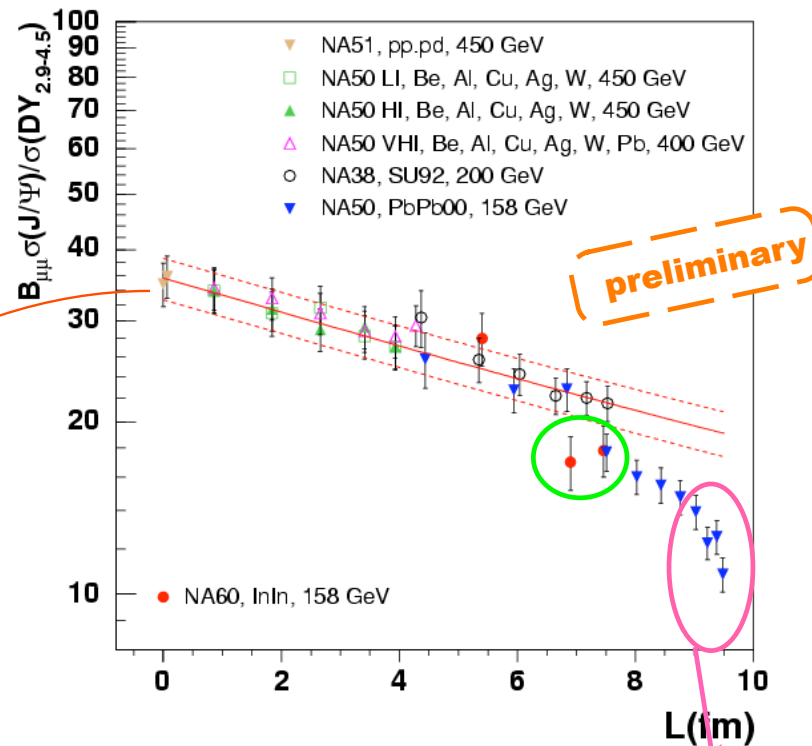 B_μμσ(J/Ψ)/σ(DY_2.9-4.5)
100
90
80
70
60
50
40
30
20
10
NA51, pp.pd, 450 GeV
NA50 LI, Be, Al, Cu, Ag, W, 450 GeV
NA50 HI, Be, Al, Cu, Ag, W, 450 GeV
NA50 VHI, Be, Al, Cu, Ag, W, Pb, 400 GeV
NA38, SU92, 200 GeV
NA50, PbPb00, 158 GeV
preliminary
NA60, InIn, 158 GeV
0 2 4 6 8 10
L(fm)